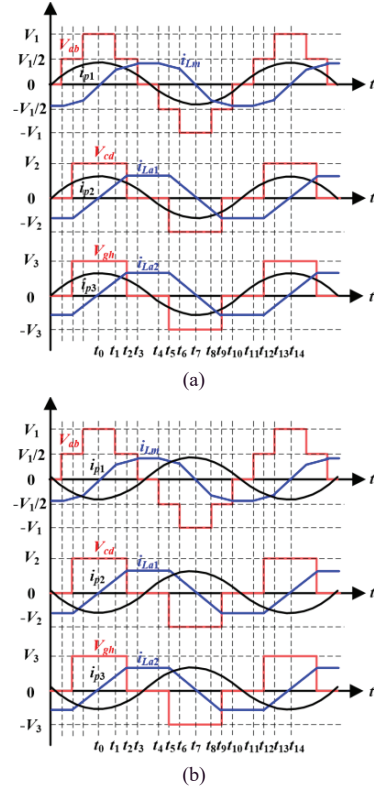 V1
Vab
V1/2
ip1
iLm
0
t
-V1/2
-V1
V2
Vcd
iLa1
ip2
0
t
-V2
V3
Vgh
iLa2
ip3
0
t
-V3
t0 t1 t2 t3 t4 t5 t6 t7 t8 t9 t10 t11 t12 t13 t14
(a)
V1
Vab
V1/2
ip1
iLm
0
t
-V1/2
-V1
V2
Vcd
iLa1
ip2
0
t
-V2
V3
Vgh
iLa2
ip3
0
t
-V3
t0 t1 t2 t3 t4 t5 t6 t7 t8 t9 t10 t11 t12 t13 t14
(b)